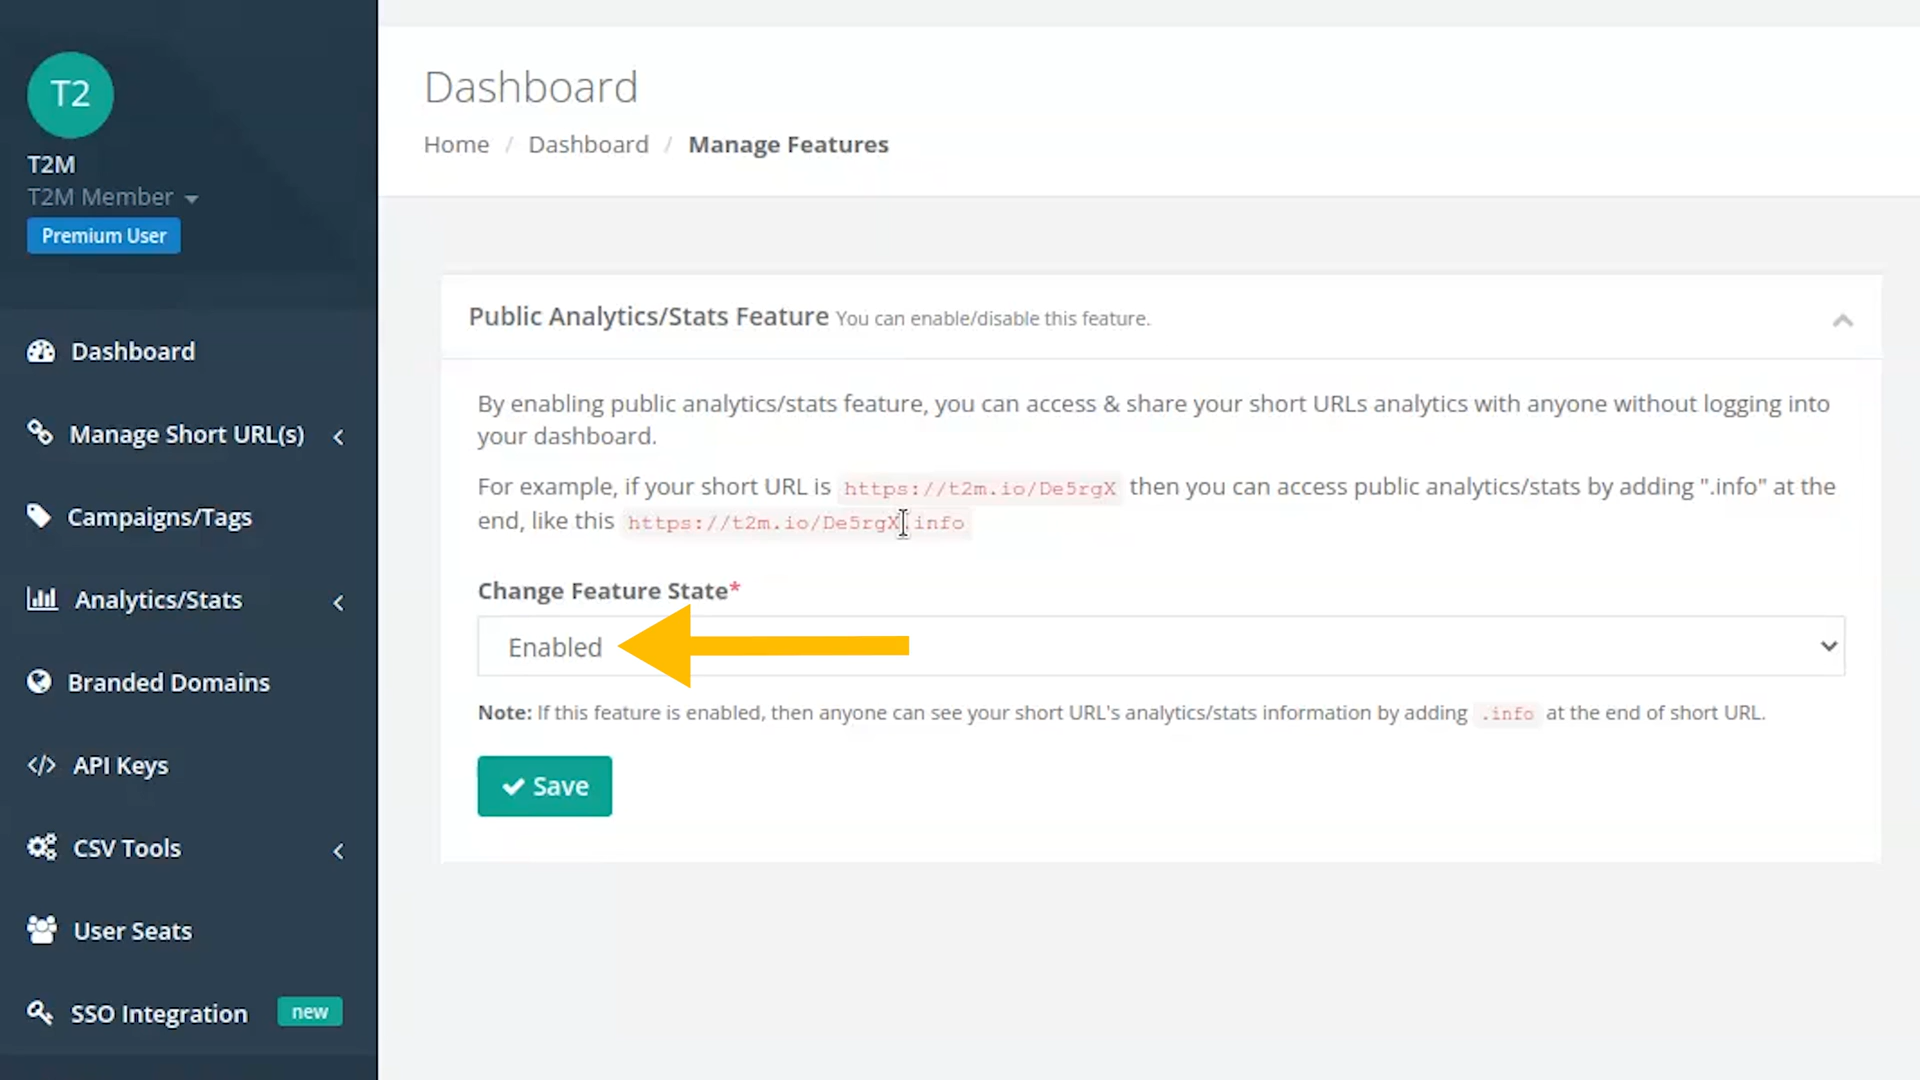 T2
T2M
T2M Member
Premium User
Dashboard
Manage Short URL(s)
Campaigns/Tags
Analytics/Stats
Branded Domains
API Keys
CSV Tools
User Seats
SSO Integration new
Dashboard
Home / Dashboard / Manage Features
Public Analytics/Stats Feature You can enable/disable this feature.
By enabling public analytics/stats feature, you can access & share your short URLs analytics with anyone without logging into
your dashboard.
For example, if your short URL is https://t2m.io/De5rgX then you can access public analytics/stats by adding ".info" at the
end, like this https://t2m.io/De5rgX.info
Change Feature State*
Enabled
Note: If this feature is enabled, then anyone can see your short URL's analytics/stats information by adding .info at the end of short URL.
Save